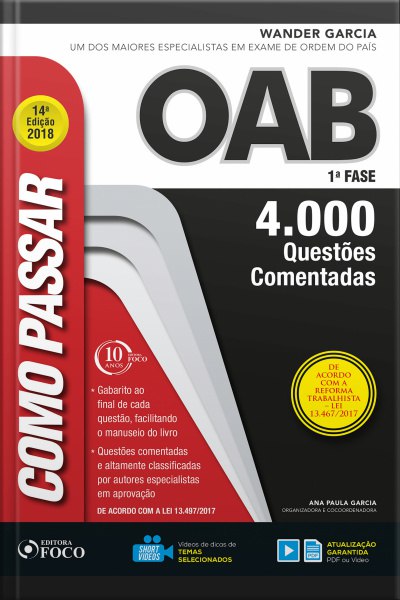 WANDER GARCIA
UM DOS MAIORES ESPECIALISTAS EM EXAME DE ORDEM DO PAÍS
14ª
Edição
2018
OAB
1ª FASE
COMO PASSAR
4.000
Questões
Comentadas
10
ANOS
EDITORA
FOCO
DE
ACORDO
COM A
REFORMA
TRABALHISTA
– LEI
13.467/2017
* Gabarito ao
final de cada
questão, facilitando
o manuseio do livro
* Questões comentadas
e altamente classificadas
por autores especialistas
em aprovação
DE ACORDO COM A LEI 13.497/2017
ANA PAULA GARCIA
ORGANIZADORA E COCOORDENADORA
EDITORA
FOCO
SHORT
VIDEOS
Vídeos de dicas de
TEMAS
SELECIONADOS
PDF
ATUALIZAÇÃO
GARANTIDA
PDF ou Vídeo